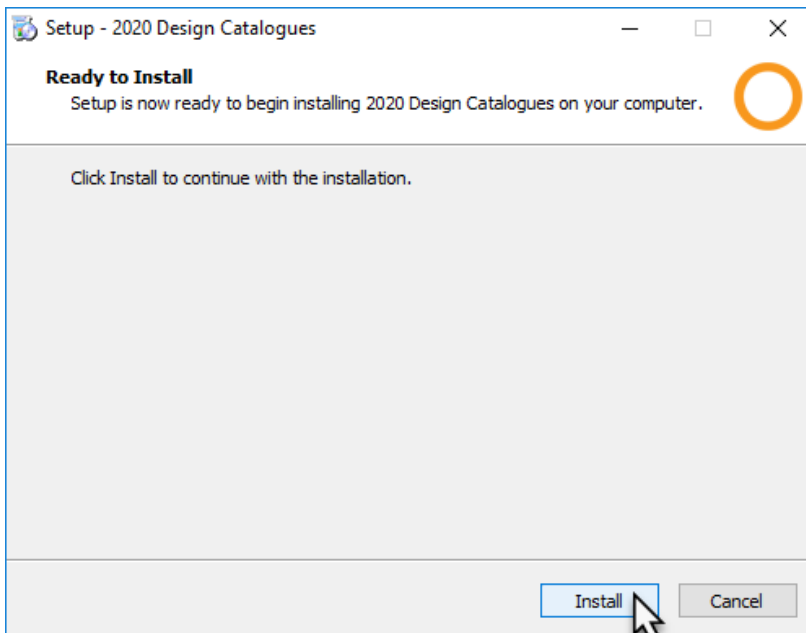 Setup - 2020 Design Catalogues
Ready to Install
Setup is now ready to begin installing 2020 Design Catalogues on your computer.
Click Install to continue with the installation.
Install
Cancel